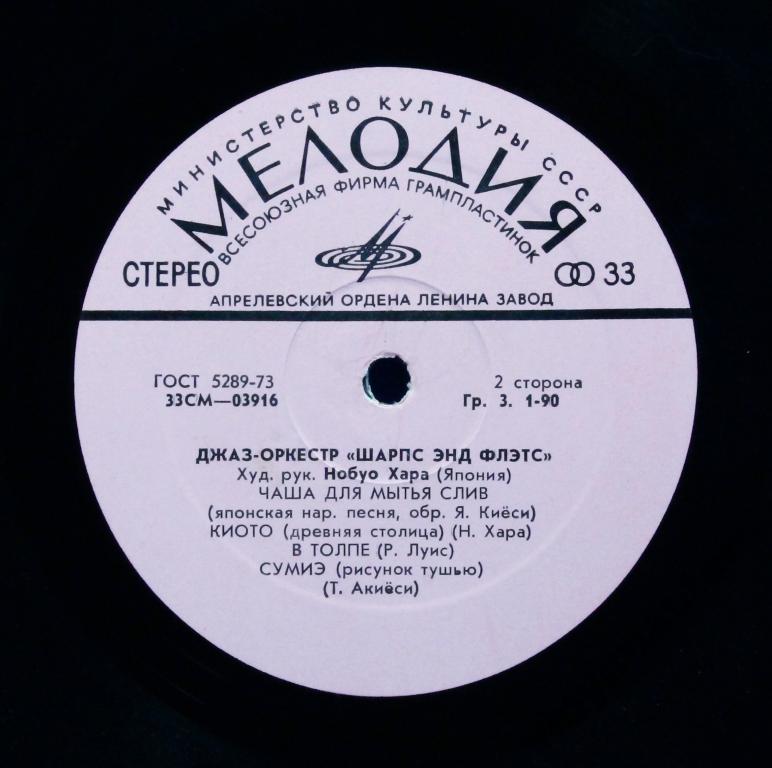 МИНИСТЕРСТВО КУЛЬТУРЫ СССР
МЕЛОДИЯ
ВСЕСОЮЗНАЯ ФИРМА ГРАМПЛАСТИНОК
СТЕРЕО 33
АПРЕЛЕВСКИЙ ОРДЕНА ЛЕНИНА ЗАВОД
ГОСТ 5289-73 2 сторона
33СМ—03916 Гр. 3. 1-90
ДЖАЗ-ОРКЕСТР «ШАРПС ЭНД ФЛЭТС»
Худ. рук. Нобуо Хара (Япония)
ЧАША ДЛЯ МЫТЬЯ СЛИВ
(японская нар. песня, обр. Я. Киёси)
КИОТО (древняя столица) (Н. Хара)
В ТОЛПЕ (Р. Луис)
СУМИЭ (рисунок тушью)
(Т. Акиёси)